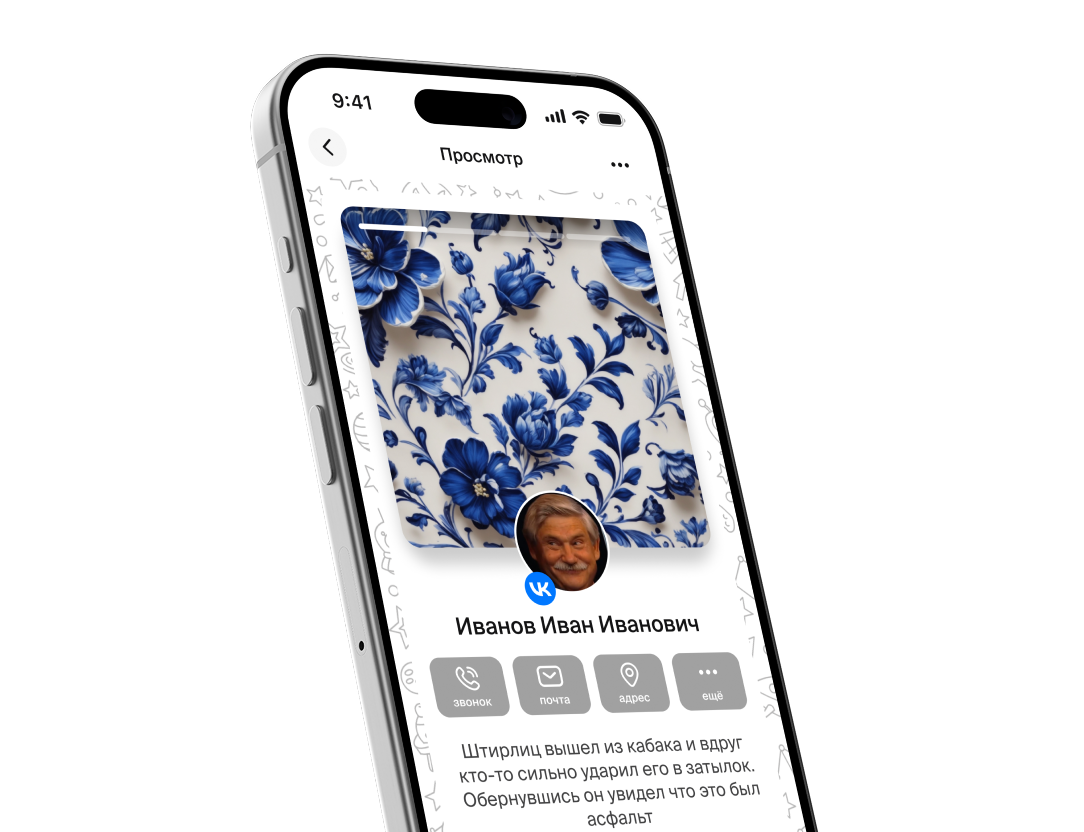 9:41
Просмотр
Иванов Иван Иванович
звонок почта адрес ещё
Штирлиц вышел из кабака и вдруг
кто-то сильно ударил его в затылок.
Обернувшись он увидел что это был
асфальт